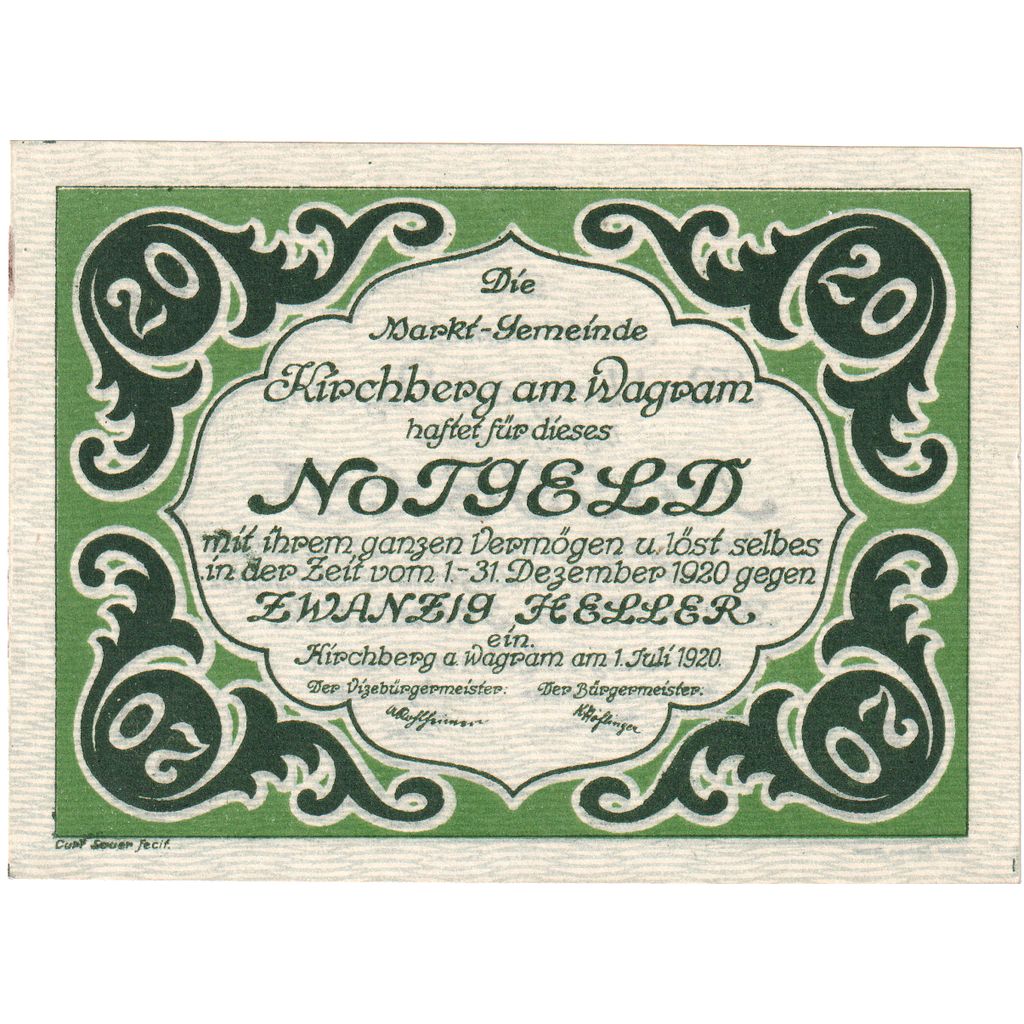 20
20
Die
Markt-Gemeinde
Kirchberg am Wagram
haftet für dieses
NOTGELD
mit ihrem ganzen Vermögen u. löst selbes
in der Zeit vom 1.-31. Dezember 1920 gegen
ZWANZIG HELLER
ein.
Kirchberg a. Wagram am 1. Juli 1920.
Der Vizebürgermeister: Der Bürgermeister:
20
20
Curt fecit.